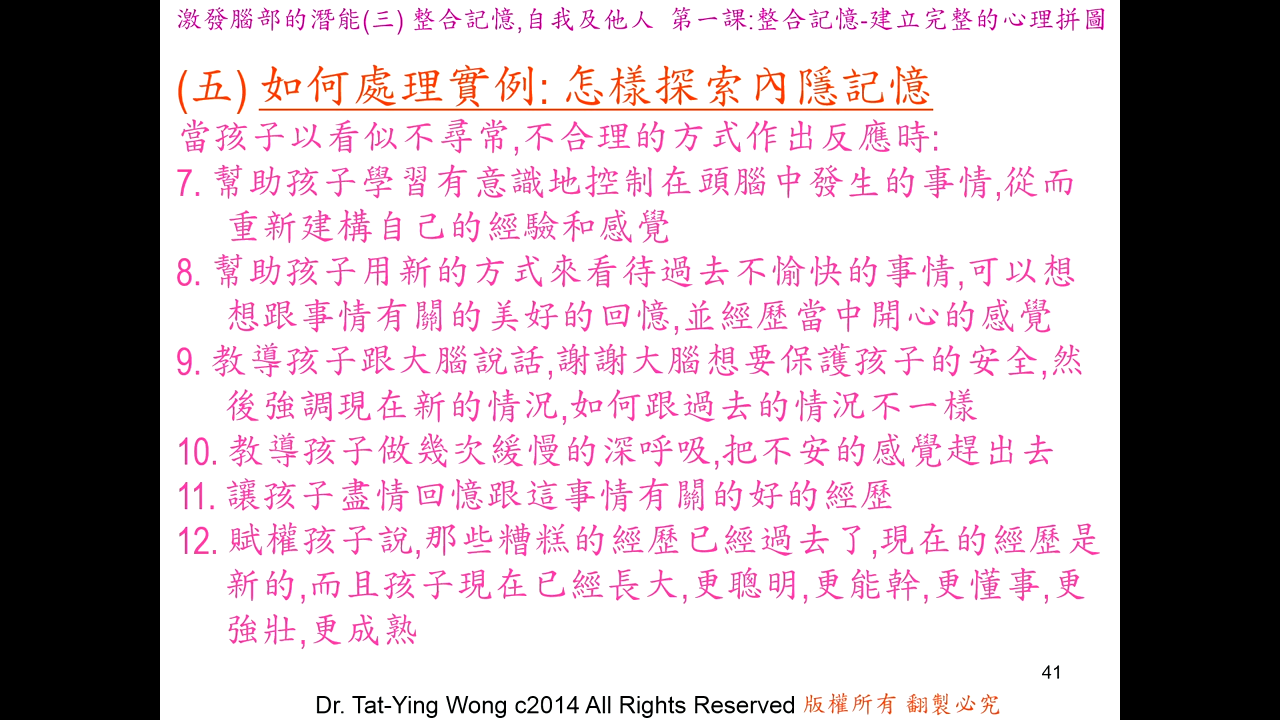 激發腦部的潛能(三) 整合記憶,自我及他人 第一課:整合記憶-建立完整的心理拼圖
(五) 如何處理實例: 怎樣探索內隱記憶
當孩子以看似不尋常,不合理的方式作出反應時:
7. 幫助孩子學習有意識地控制在頭腦中發生的事情,從而
重新建構自己的經驗和感覺
8. 幫助孩子用新的方式來看待過去不愉快的事情,可以想
想跟事情有關的美好的回憶,並經歷當中開心的感覺
9. 教導孩子跟大腦說話,謝謝大腦想要保護孩子的安全,然
後強調現在新的情況,如何跟過去的情況不一樣
10. 教導孩子做幾次緩慢的深呼吸,把不安的感覺趕出去
11. 讓孩子盡情回憶跟這事情有關的好的經歷
12. 賦權孩子說,那些糟糕的經歷已經過去了,現在的經歷是
新的,而且孩子現在已經長大,更聰明,更能幹,更懂事,更
強壯,更成熟
41
Dr. Tat-Ying Wong c2014 All Rights Reserved 版權所有 翻製必究